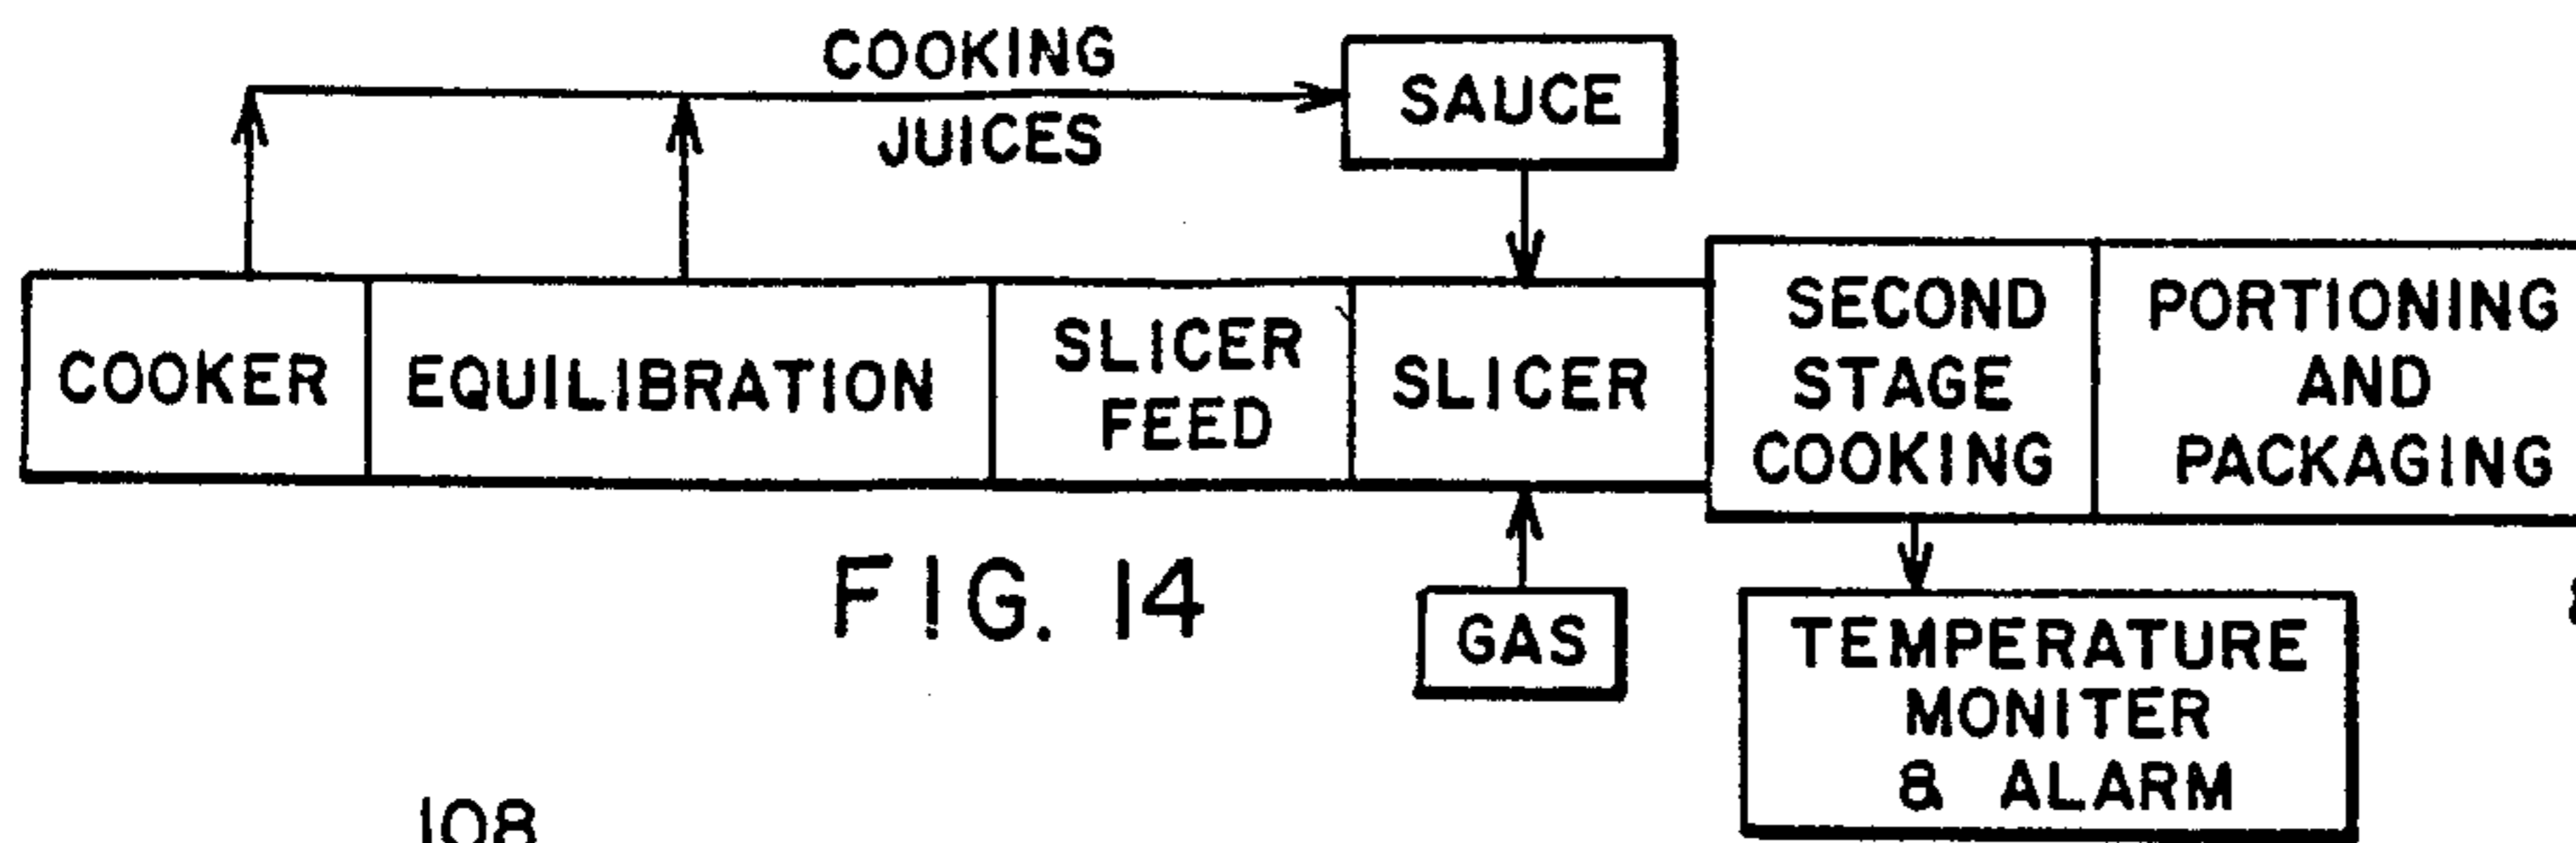 COOKING
JUICES
SAUCE
COOKER
EQUILIBRATION
SLICER
FEED
SLICER
SECOND
STAGE
COOKING
PORTIONING
AND
PACKAGING
FIG. 14
GAS
TEMPERATURE
MONITER
& ALARM
108